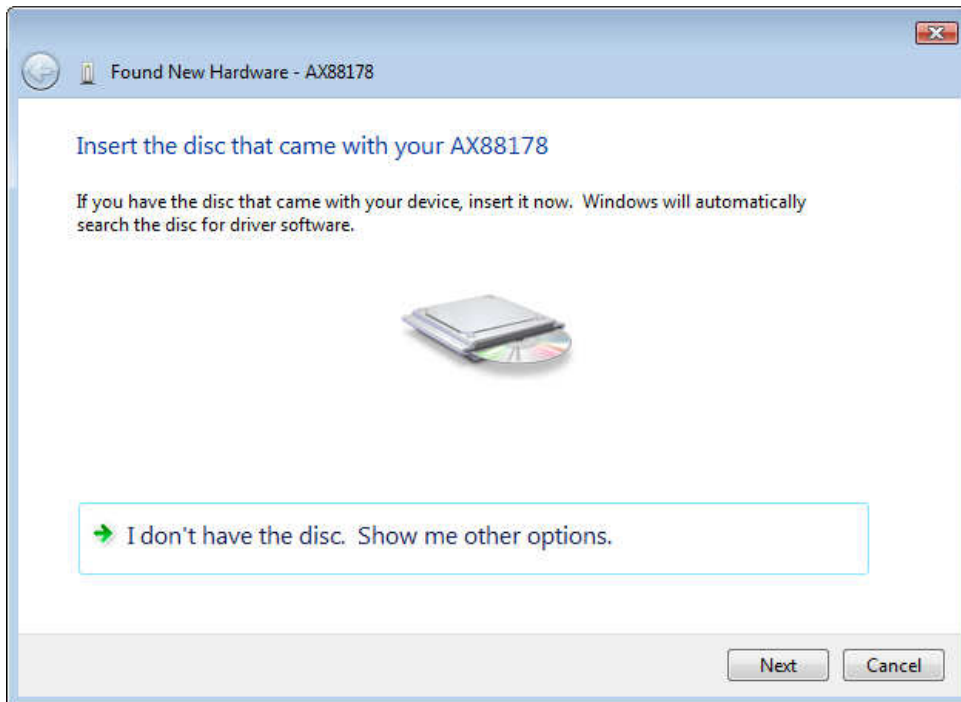 Found New Hardware - AX88178
Insert the disc that came with your AX88178
If you have the disc that came with your device, insert it now.  Windows will automatically
search the disc for driver software.
I don't have the disc.  Show me other options.
Next Cancel